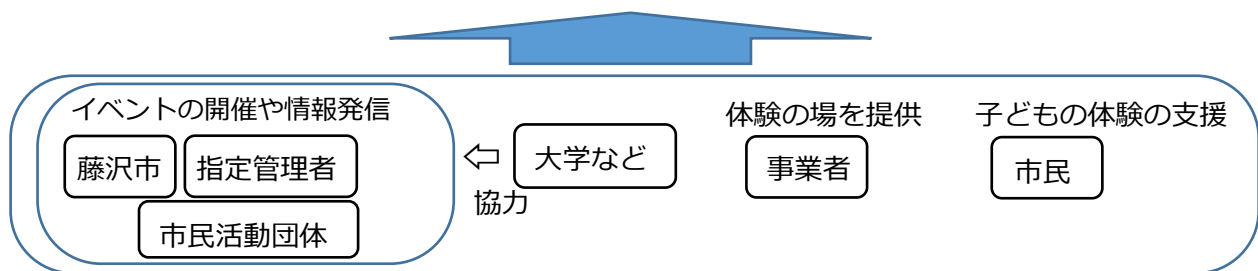 イベントの開催や情報発信
藤沢市
指定管理者
市民活動団体
協力
大学など
体験の場を提供
事業者
子どもの体験の支援
市民